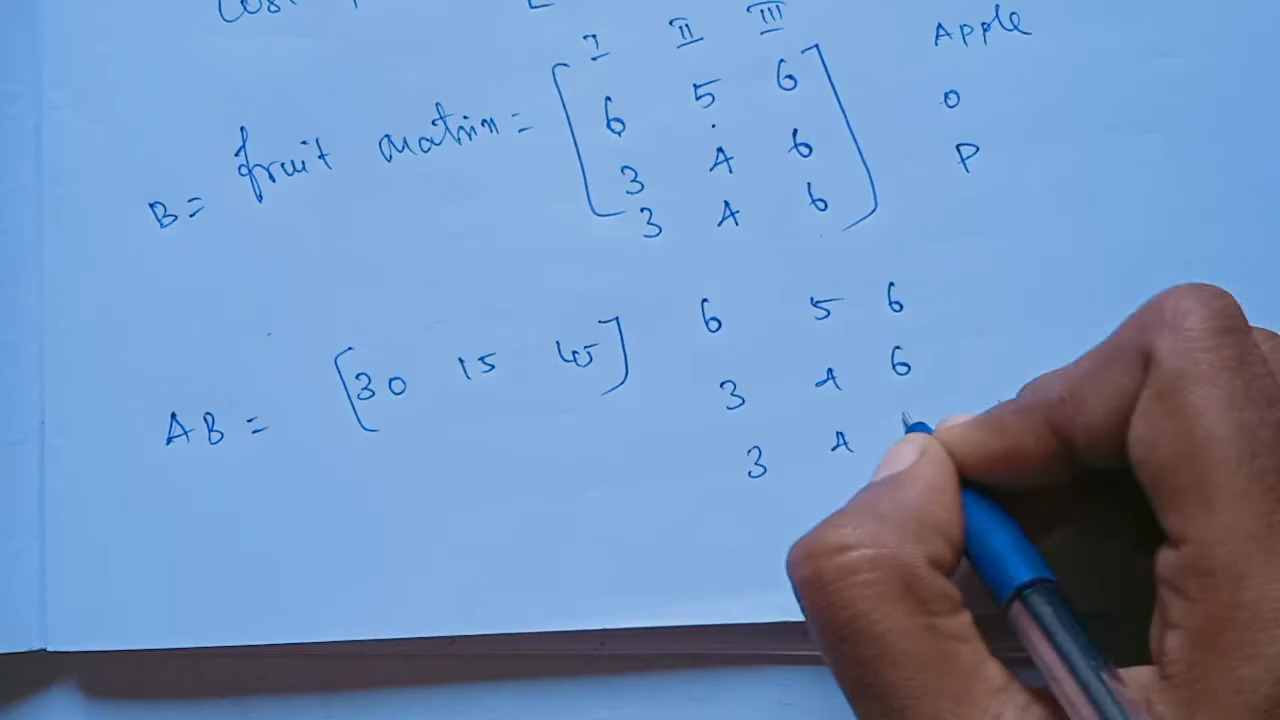 I II III Apple
6 5 6 O
B = fruit matrix = 3 4 6 P
3 4 6
6 5 6
AB = [30 15 45] 3 4 6
3 4